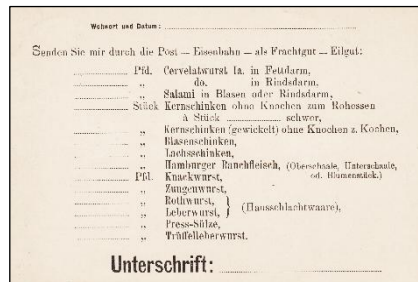 Wohnort und Datum:
Senden Sie mir durch die Post — Eisenbahn — als Frachtgut — Eilgut:
Pfd. Cervelatwurst Ia. in Fettdarm,
„ do. in Rindsdarm,
„ Salami in Blasen oder Rindsdarm,
Stück Kernschinken ohne Knochen zum Rohessen
à Stück schwer,
„ Kernschinken (gewickelt) ohne Knochen z. Kochen,
„ Blasenschinken,
„ Lachsschinken,
„ Hamburger Rauchfleisch, (Oberschaale, Unterschaale, od. Blumenstück.)
Pfd. Knackwurst,
„ Zungenwurst,
„ Rothwurst,
„ Leberwurst, } (Hausschlachtwaare),
„ Press-Sülze,
„ Trüffelleberwurst.
Unterschrift: